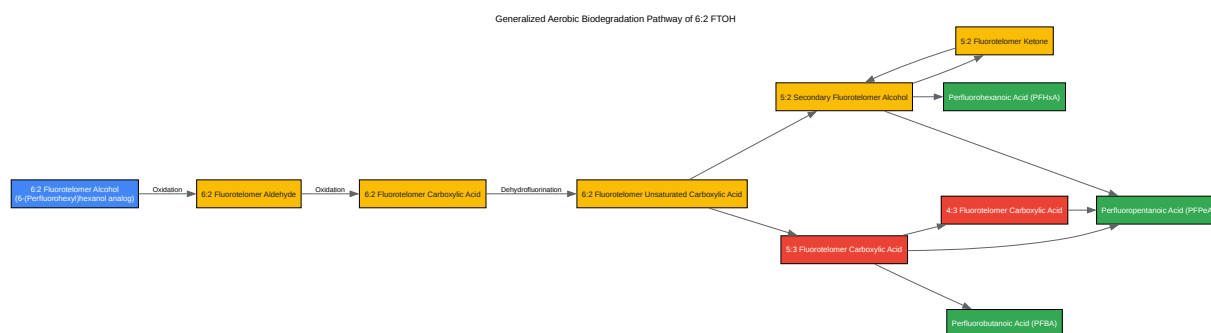 Generalized Aerobic Biodegradation Pathway of 6:2 FTOH
5:2 Fluorotelomer Ketone
5:2 Secondary Fluorotelomer Alcohol
Perfluorohexanoic Acid (PFHxA)
6:2 Fluorotelomer Alcohol
(6-(Perfluorohexyl)hexanol analog)
Oxidation
6:2 Fluorotelomer Aldehyde
Oxidation
6:2 Fluorotelomer Carboxylic Acid
Dehydrofluorination
6:2 Fluorotelomer Unsaturated Carboxylic Acid
4:3 Fluorotelomer Carboxylic Acid
Perfluoropentanoic Acid (PFPeA
5:3 Fluorotelomer Carboxylic Acid
Perfluorobutanoic Acid (PFBA)